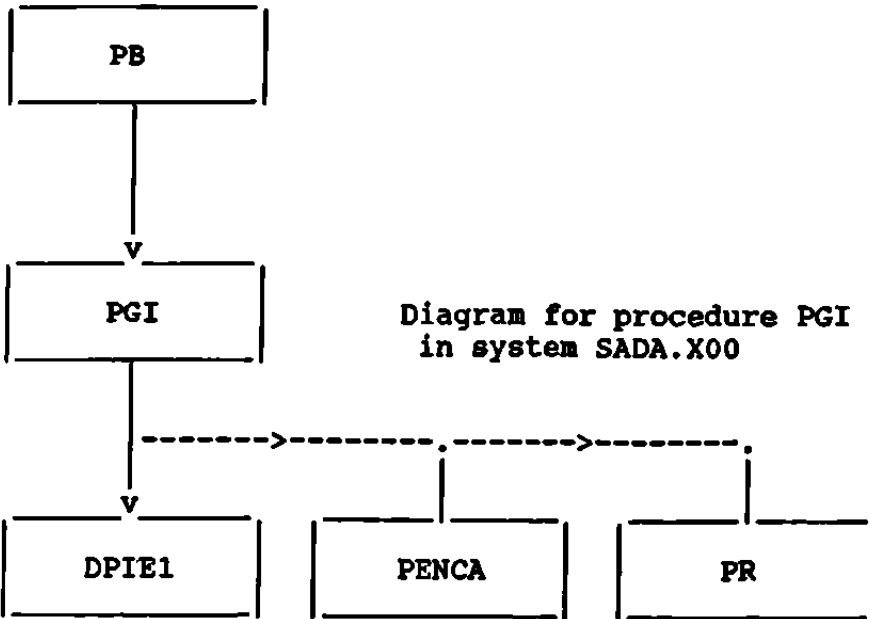 PB
PGI
Diagram for procedure PGI
in system SADA.X00
DPIE1
PENCA
PR